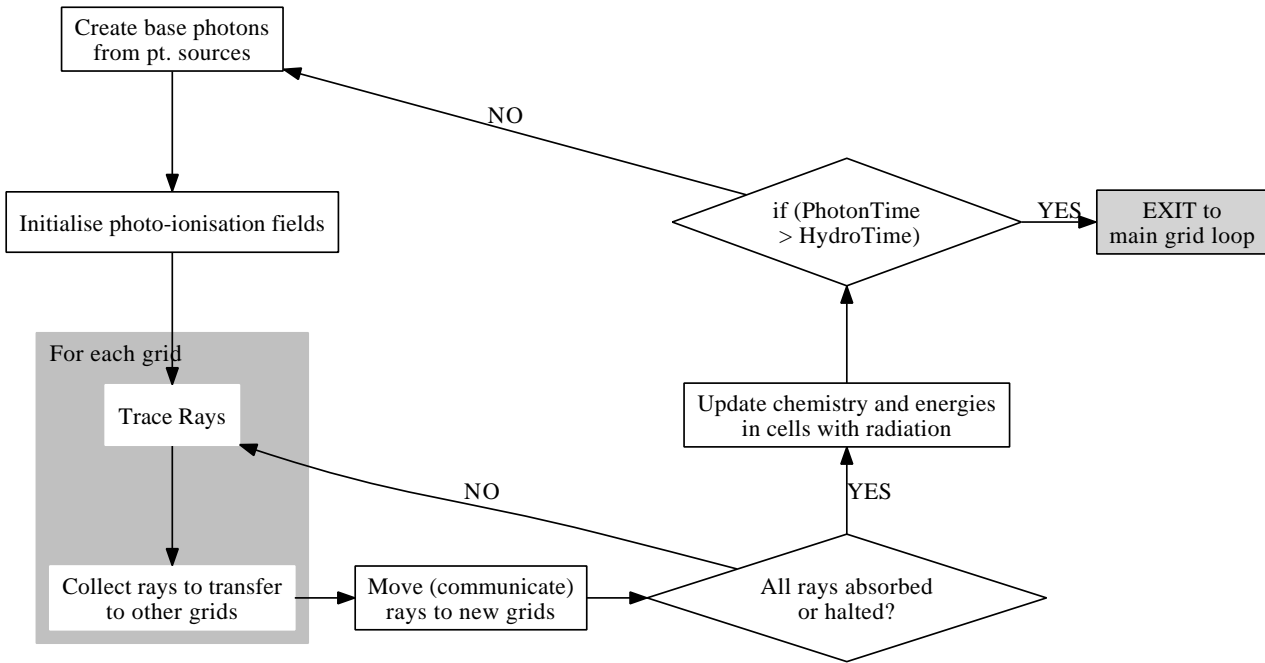 Create base photons
from pt. sources
NO
if (PhotonTime
> HydroTime)
YES
EXIT to
main grid loop
Initialise photo-ionisation fields
For each grid
Trace Rays
Update chemistry and energies
in cells with radiation
NO
YES
Collect rays to transfer
to other grids
Move (communicate)
rays to new grids
All rays absorbed
or halted?